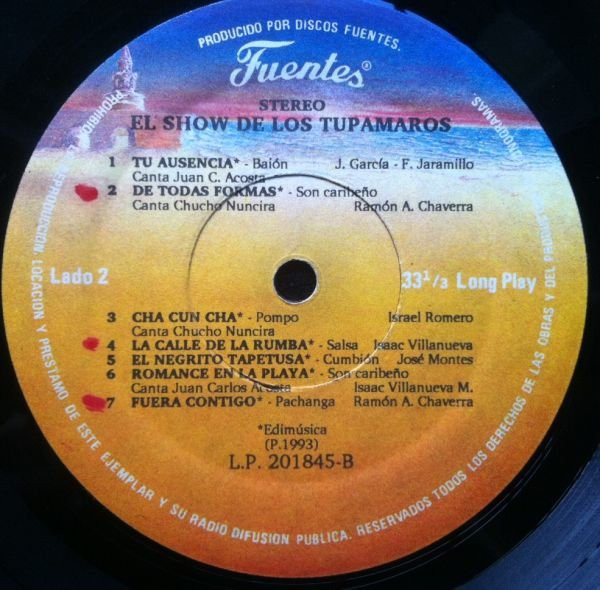 PRODUCIDO POR DISCOS FUENTES.
Fuentes®
STEREO
EL SHOW DE LOS TUPAMAROS
1 TU AUSENCIA* - Baión J. García - F. Jaramillo
Canta Juan C. Acosta
2 DE TODAS FORMAS* - Son caribeño
Canta Chucho Nuncira Ramón A. Chaverra
Lado 2 33 1/3 Long Play
3 CHA CUN CHA* - Pompo Israel Romero
Canta Chucho Nuncira
4 LA CALLE DE LA RUMBA* - Salsa Isaac Villanueva
5 EL NEGRITO TAPETUSA* - Cumbión José Montes
6 ROMANCE EN LA PLAYA* - Son caribeño
Canta Juan Carlos Acosta Isaac Villanueva M.
7 FUERA CONTIGO* - Pachanga Ramón A. Chaverra
*Edimúsica
(P.1993)
L.P. 201845-B
REPRODUCCION LOCACION Y PRESTAMO DE ESTE EJEMPLAR Y SU RADIO DIFUSION PUBLICA. RESERVADOS TODOS LOS DERECHOS DE LAS OBRAS Y DEL PRODUCTOR